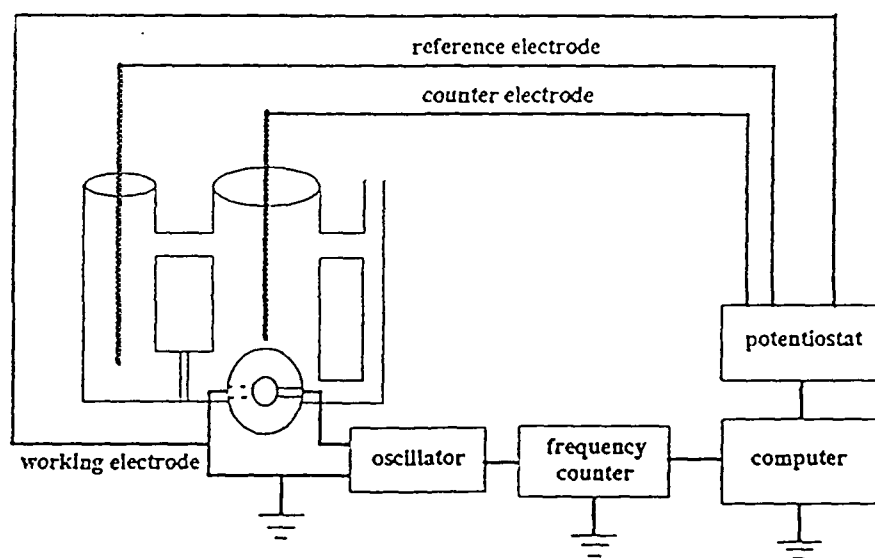 reference electrode
counter electrode
potentiostat
working electrode
oscillator
frequency
counter
computer